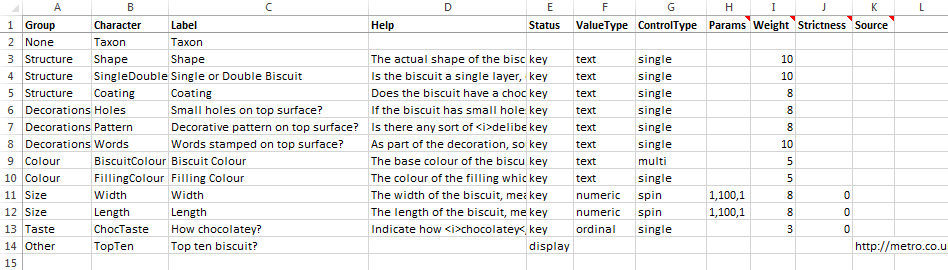 A B C D E F G H I J K L
1 Group Character Label Help Status ValueType ControlType Params Weight Strictness Source
2 None Taxon Taxon
3 Structure Shape Shape The actual shape of the bisc key text single 10
4 Structure SingleDouble Single or Double Biscuit Is the biscuit a single layer, key text single 10
5 Structure Coating Coating Does the biscuit have a choc key text single 8
6 Decorations Holes Small holes on top surface? If the biscuit has small hole key text single 8
7 Decorations Pattern Decorative pattern on top surface? Is there any sort of <i>delibe key text single 8
8 Decorations Words Words stamped on top surface? As part of the decoration, so key text single 10
9 Colour BiscuitColour Biscuit Colour The base colour of the biscu key text multi 5
10 Colour FillingColour Filling Colour The colour of the filling whic key text single 5
11 Size Width Width The width of the biscuit, mea key numeric spin 1,100,1 8 0
12 Size Length Length The length of the biscuit, me key numeric spin 1,100,1 8 0
13 Taste ChocTaste How chocolatey? Indicate how <i>chocolatey< key ordinal single 3 0
14 Other TopTen Top ten biscuit? display http://metro.co.u
15